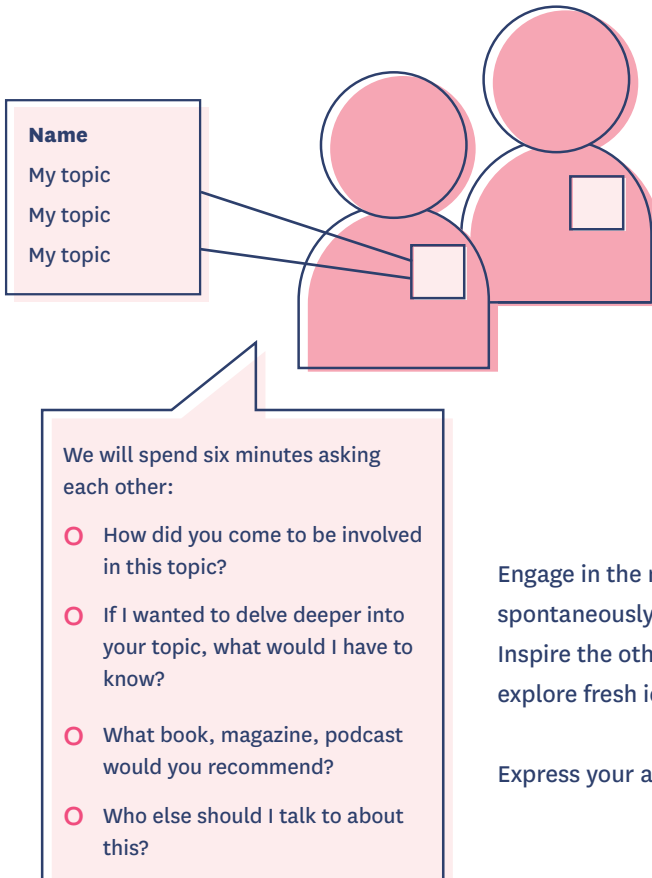 Name
My topic
My topic
My topic
We will spend six minutes asking
each other:
O How did you come to be involved
in this topic?
O If I wanted to delve deeper into
your topic, what would I have to
know?
O What book, magazine, podcast
would you recommend?
O Who else should I talk to about
this?
Engage in the
spontaneously
Inspire the
explore fresh
Express your